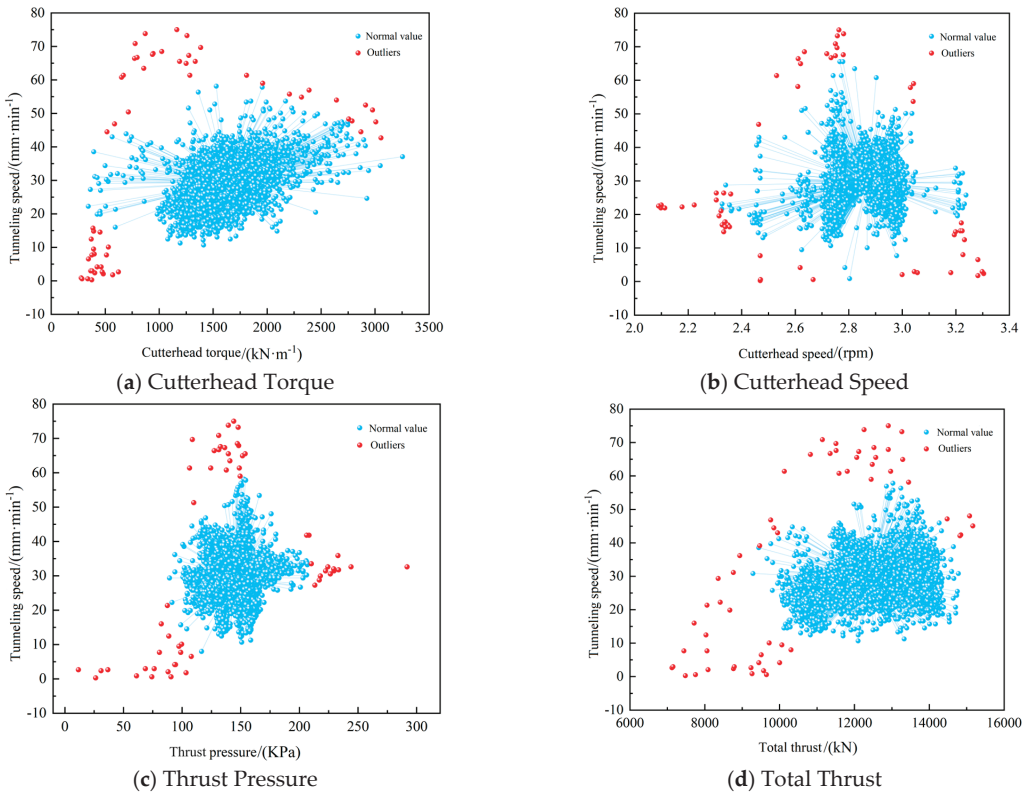 80
70
60
50
40
30
20
10
0
-10
Tunneling speed/(mm·min⁻¹)
Normal value
Outliers
0 500 1000 1500 2000 2500 3000 3500
Cutterhead torque/(kN·m⁻¹)
(a) Cutterhead Torque
80
70
60
50
40
30
20
10
0
-10
Tunneling speed/(mm·min⁻¹)
Normal value
Outliers
2.0 2.2 2.4 2.6 2.8 3.0 3.2 3.4
Cutterhead speed/(rpm)
(b) Cutterhead Speed
80
70
60
50
40
30
20
10
0
-10
Tunneling speed/(mm·min⁻¹)
Normal value
Outliers
0 50 100 150 200 250 300
Thrust pressure/(KPa)
(c) Thrust Pressure
80
70
60
50
40
30
20
10
0
-10
Tunneling speed/(mm·min⁻¹)
Normal value
Outliers
6000 8000 10000 12000 14000 16000
Total thrust/(kN)
(d) Total Thrust